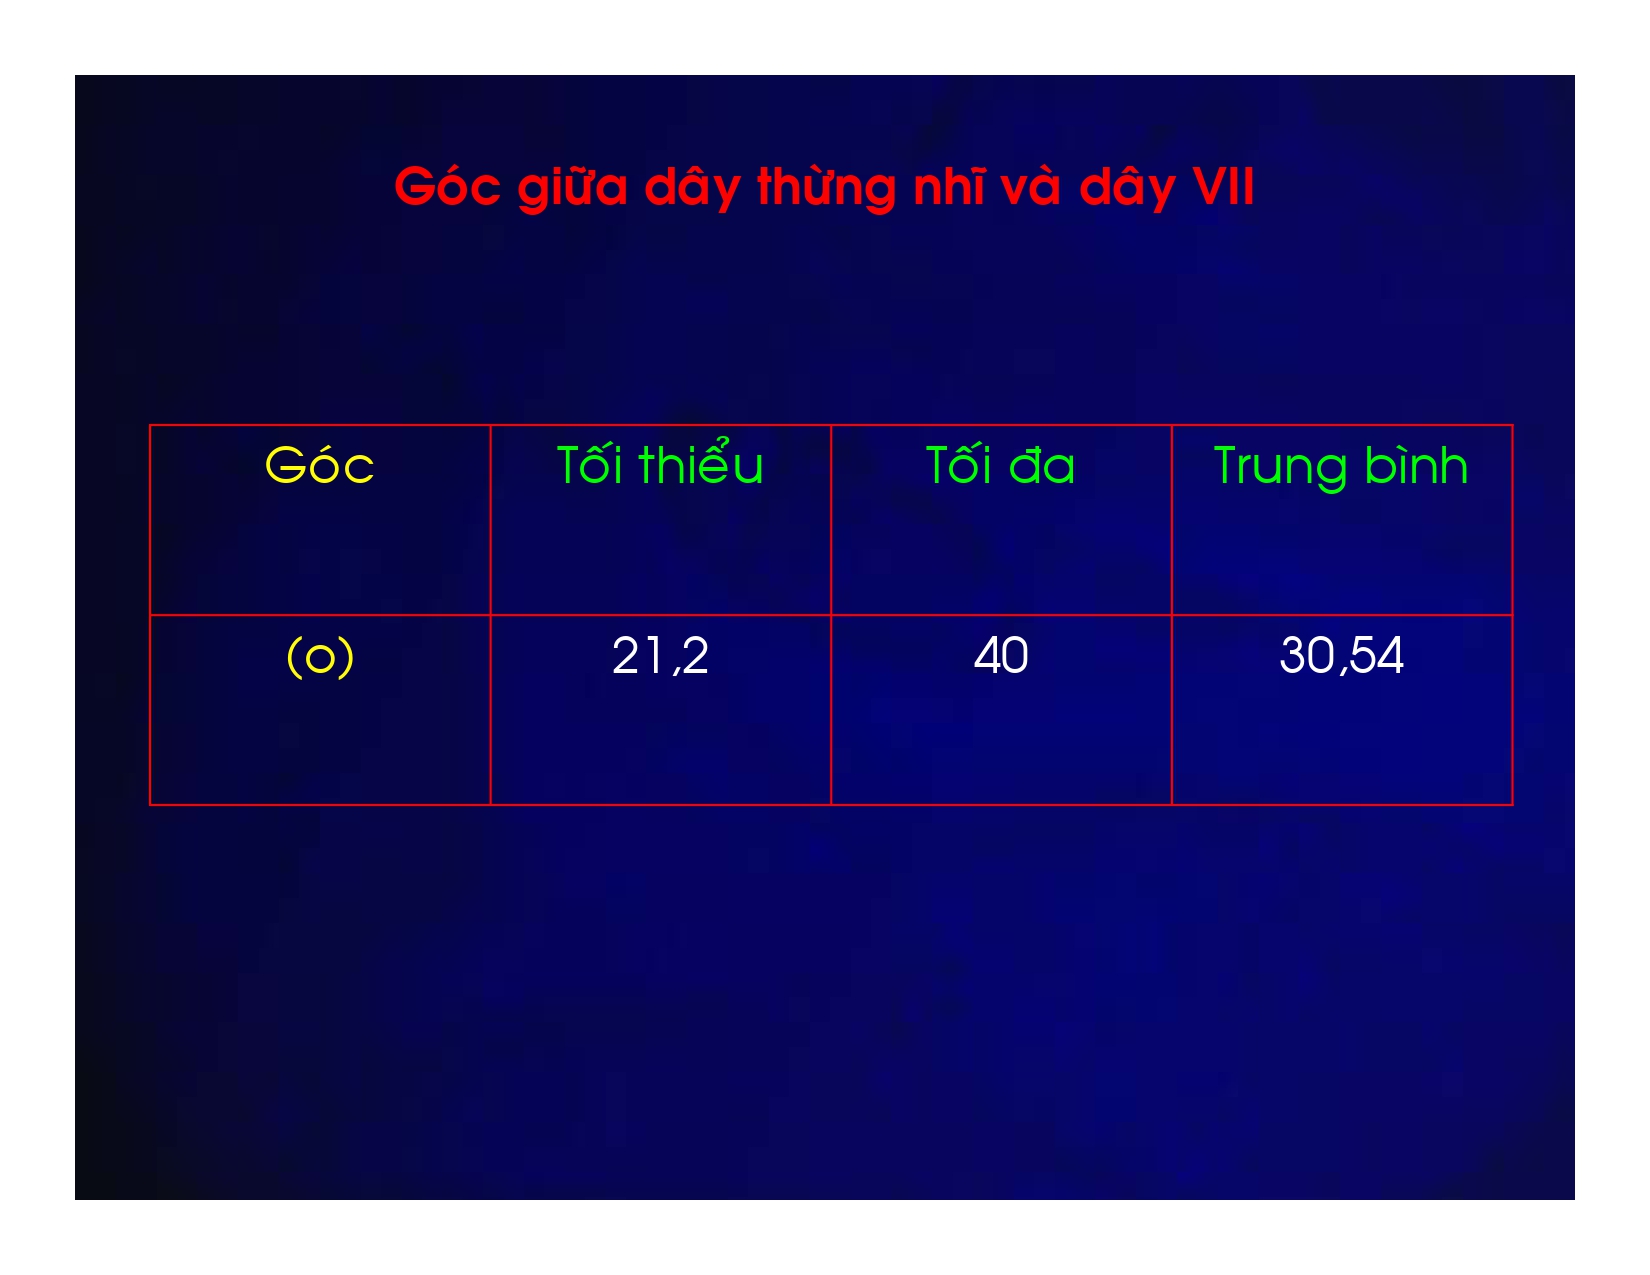 Góc giữa dây thừng nhĩ và dây VII
Góc Tối thiểu Tối đa Trung bình
(o) 21,2 40 30,54